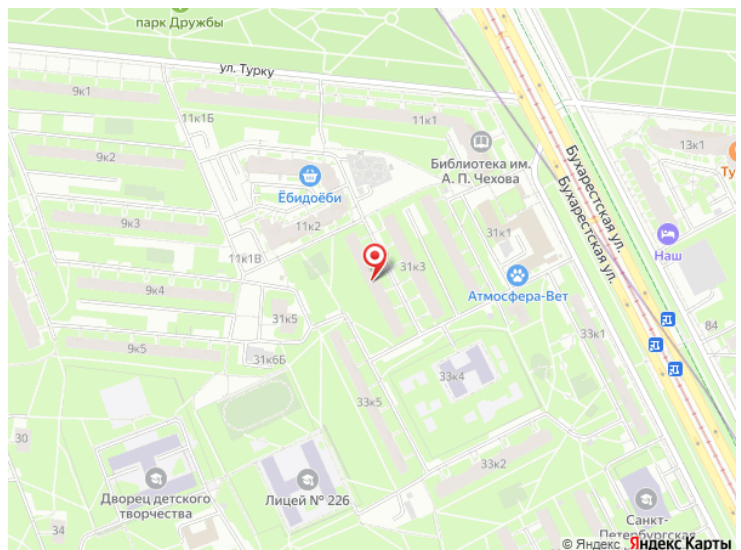 парк Дружбы
ул. Турку
9к1
11к1Б
11к1
Библиотека им.
А. П. Чехова
13к1
Ту
9к2
Ёбидоёби
Бухарестская ул.
Бухарестская ул.
9к3
11к2
31к1
Наш
11к1В
31к3
9к4
Атмосфера-Вет
31к5
84
33к1
9к5
31к6Б
33к4
33к5
30
33к2
Дворец детского
творчества
Лицей № 226
34
Санкт-
Петербургская
© Яндекс Яндекс Карты